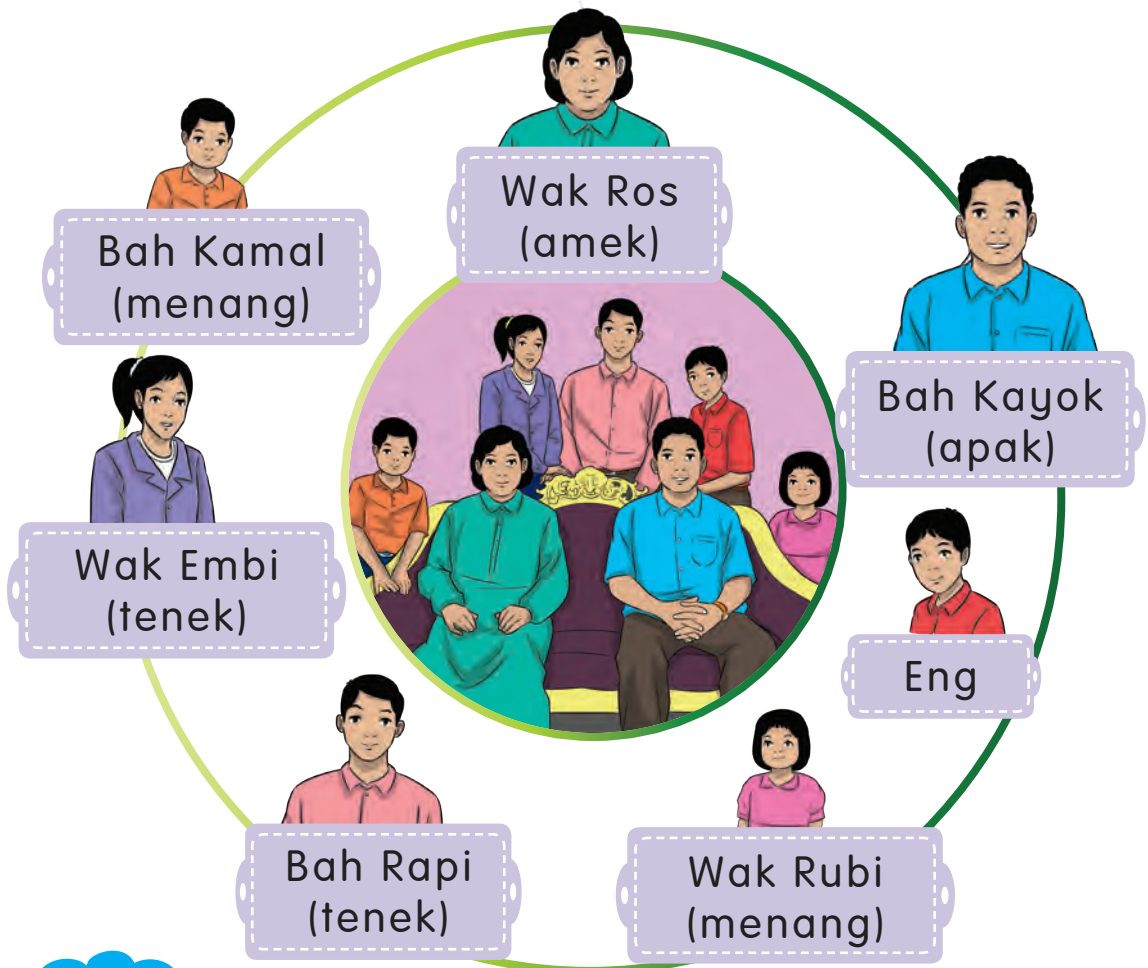 Wak Ros
(amek)
Bah Kamal
(menang)
Bah Kayok
(apak)
Wak Embi
(tenek)
Eng
Bah Rapi
(tenek)
Wak Rubi
(menang)